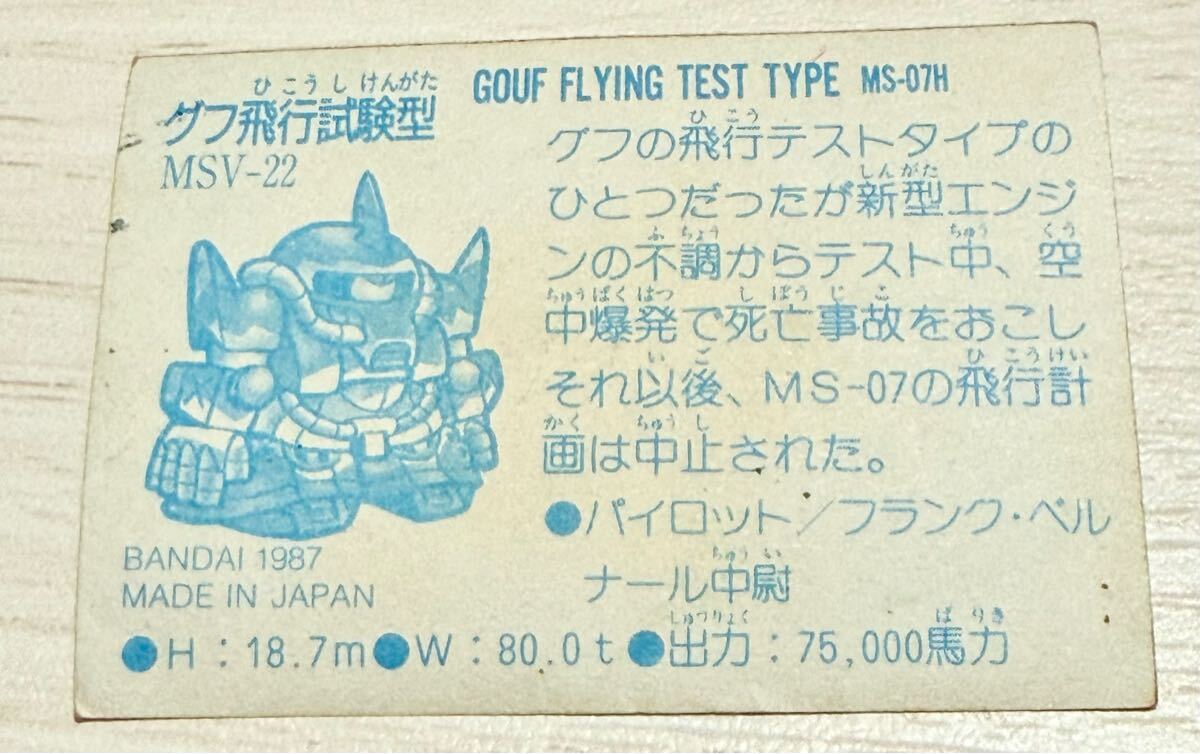 ひこうしけんがた
グフ飛行試験型
MSV-22
GOUF FLYING TEST TYPE MS-07H
ひこう
グフの飛行テストタイプの
しんがた
ひとつだったが新型エンジ
ふちょう ちゅう くう
ンの不調からテスト中、空
ちゅうばくはつ しぼうじこ
中爆発で死亡事故をおこし
いご ひこうけい
それ以後、MS-07の飛行計
かく ちゅうし
画は中止された。
●パイロット/フランク・ベル
ちゅうい
ナール中尉
BANDAI 1987
MADE IN JAPAN
しゅつりょく ばりき
●H:18.7m●W:80.0t●出力:75,000馬力